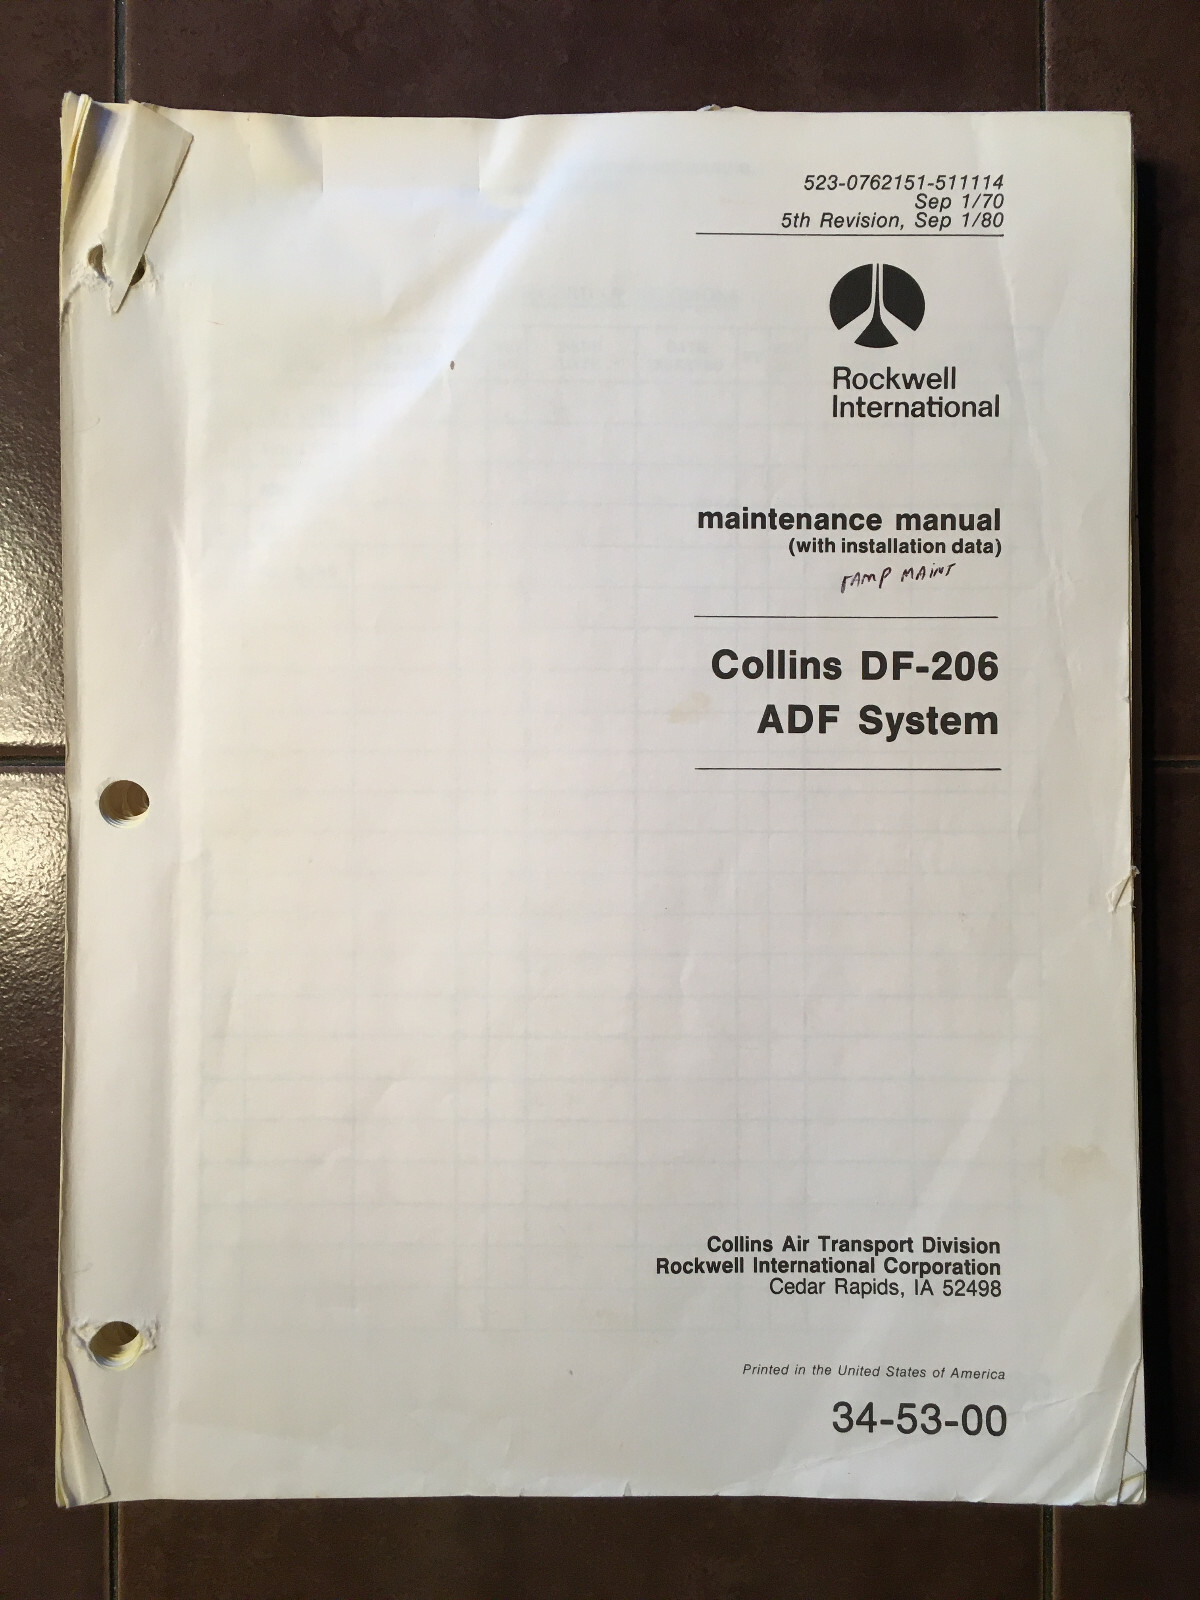 523-0762151-511114
Sep 1/70
5th Revision, Sep 1/80
Rockwell
International
maintenance manual
(with installation data)
rAMP MAiNT
Collins DF-206
ADF System
Collins Air Transport Division
Rockwell International Corporation
Cedar Rapids, IA 52498
Printed in the United States of America
34-53-00